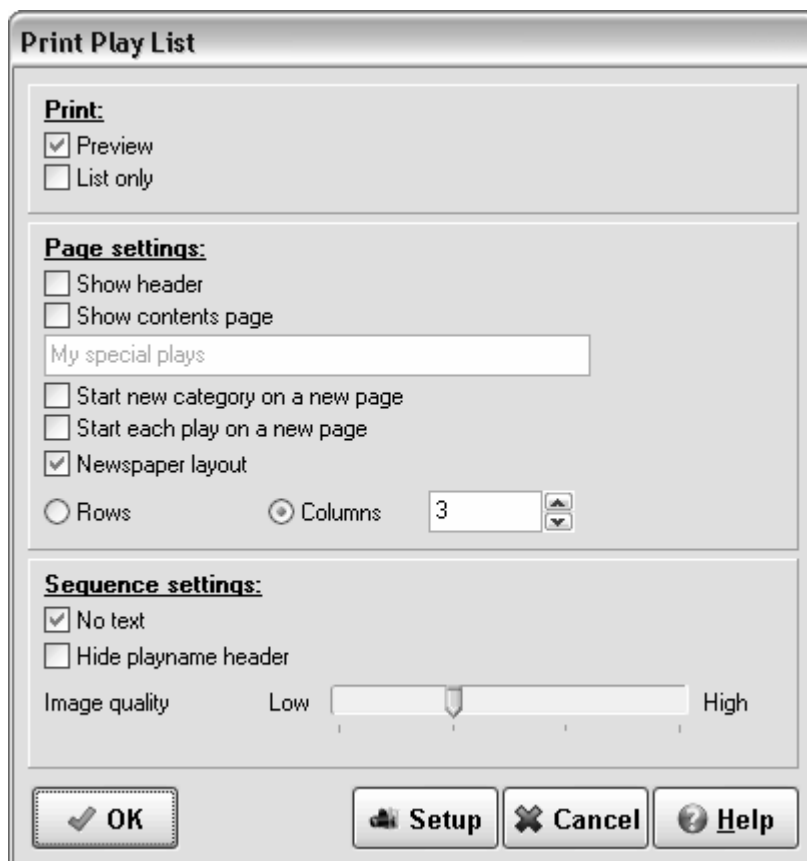 Print Play List
Print:
Preview
List only
Page settings:
Show header
Show contents page
My special plays
Start new category on a new page
Start each play on a new page
Newspaper layout
Rows Columns 3
Sequence settings:
No text
Hide playname header
Image quality Low High
OK Setup Cancel Help